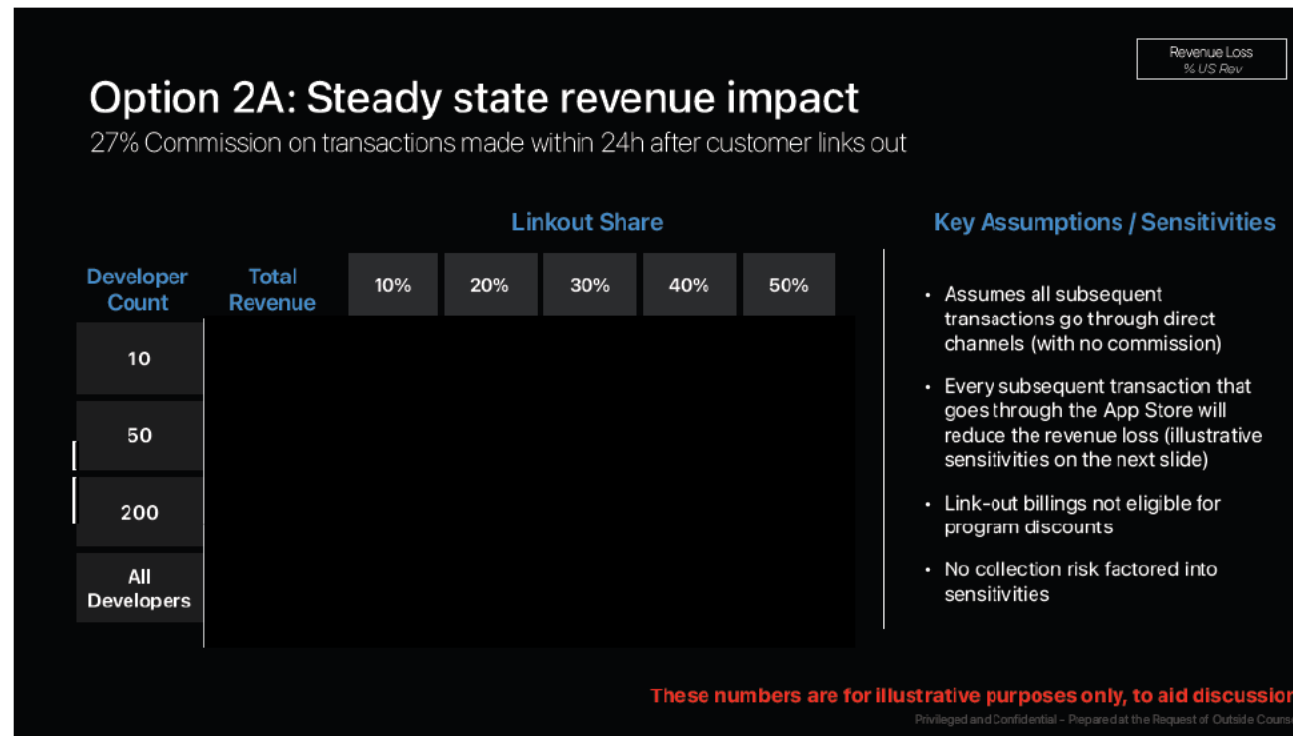 Revenue Loss
% US Rev
Option 2A: Steady state revenue impact
27% Commission on transactions made within 24h after customer links out
Linkout Share
Developer
Count
Total
Revenue
10%
20%
30%
40%
50%
10
50
200
All
Developers
Key Assumptions / Sensitivities
• Assumes all subsequent
transactions go through direct
channels (with no commission)
• Every subsequent transaction that
goes through the App Store will
reduce the revenue loss (illustrative
sensitivities on the next slide)
• Link-out billings not eligible for
program discounts
• No collection risk factored into
sensitivities
These numbers are for illustrative purposes only, to aid discussion
Privileged and Confidential – Prepared at the Request of Outside